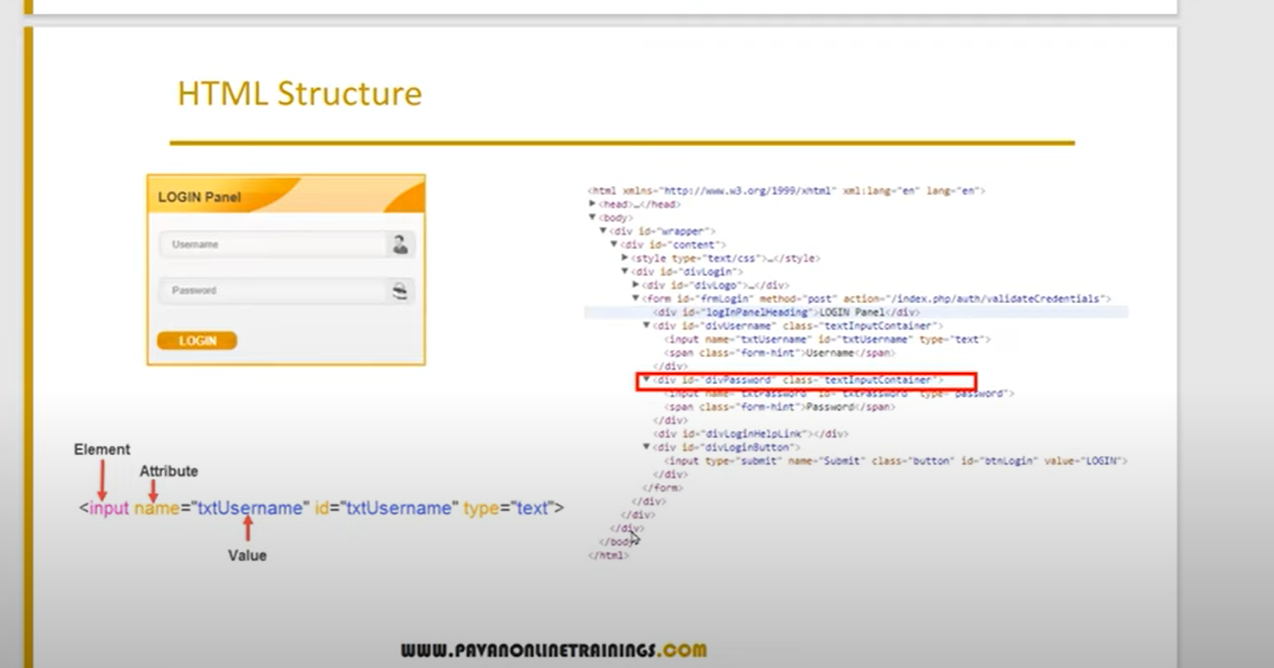 HTML Structure
LOGIN Panel
Username
Password
LOGIN
Element
Attribute
<input name="txtUsername" id="txtUsername" type="text">
Value
<html xmlns="http://www.w3.org/1999/xhtml" xml:lang="en" lang="en">
<head>…</head>
<body>
<div id="wrapper">
<div id="content">
<style type="text/css">…</style>
<div id="divLogin">
<div id="divLogo">…</div>
<form id="frmLogin" method="post" action="/index.php/auth/validateCredentials">
<div id="logInPanelHeading">LOGIN Panel</div>
<div id="divUsername" class="textInputContainer">
<input name="txtUsername" id="txtUsername" type="text">
<span class="form-hint">Username</span>
</div>
<div id="divPassword" class="textInputContainer">
<input name="txtPassword" id="txtPassword" type="password">
<span class="form-hint">Password</span>
</div>
<div id="divLoginHelpLink"></div>
<div id="divLoginButton">
<input type="submit" name="Submit" class="button" id="btnLogin" value="LOGIN">
</div>
</form>
</div>
</div>
</div>
</body>
</html>
WWW.PAVANONLINETRAININGS.COM